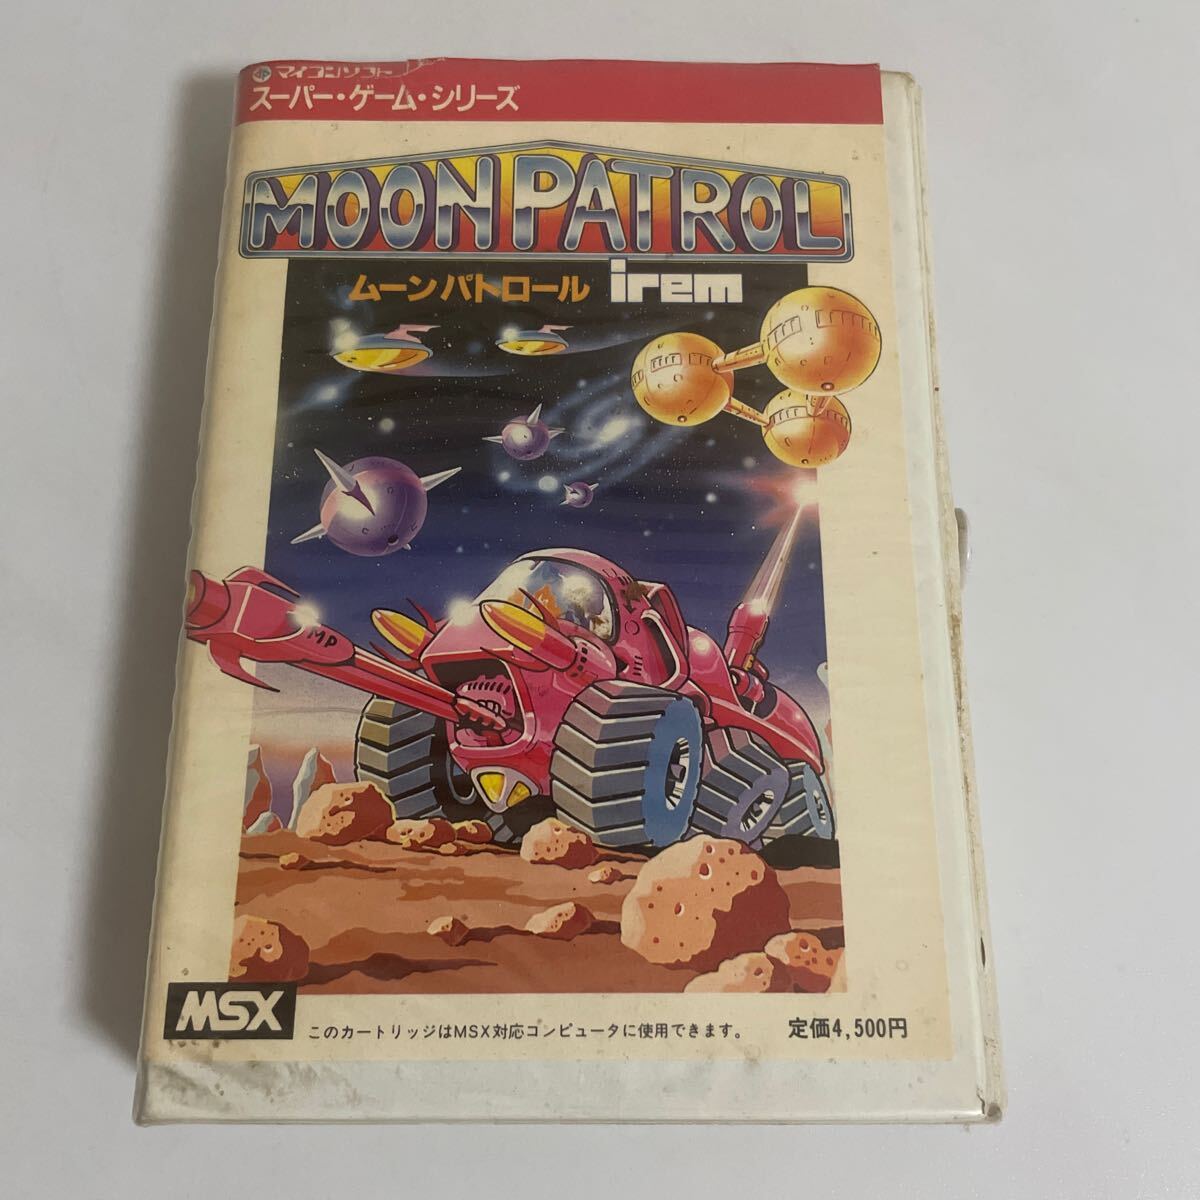 マイコンソフト
スーパー・ゲーム・シリーズ
MOON PATROL
ムーンパトロール irem
MP
MSX
このカートリッジはMSX対応コンピュータに使用できます。 定価4,500円